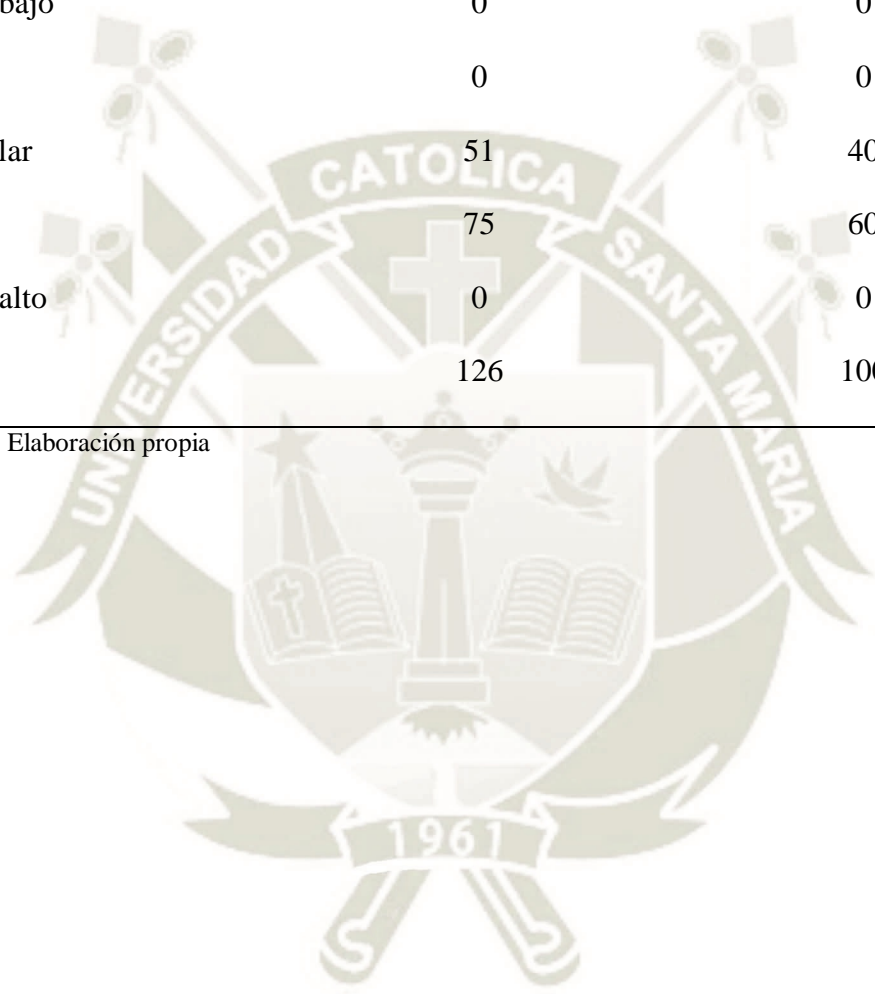 bajo 0 0
0 0
lar 51 40
75 60
alto 0 0
126 100
Elaboración propia
UNIVERSIDAD CATOLICA SANTA MARIA
1961